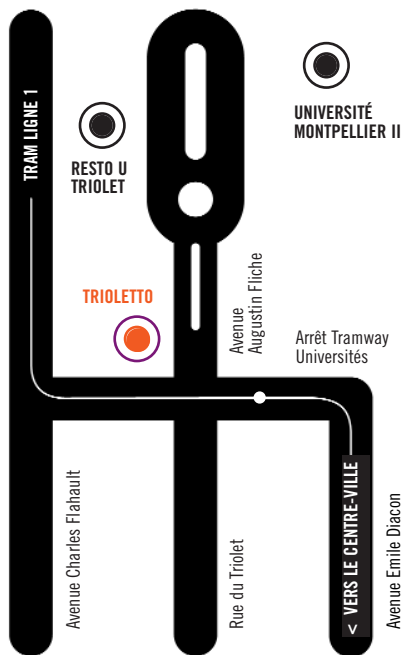 TRAM LIGNE 1
UNIVERSITÉ
MONTPELLIER II
RESTO U
TRIOLET
TRIOLETTO
Avenue
Augustin Fliche
Arrêt Tramway
Universités
Avenue Charles Flahault
Rue du Triolet
< VERS LE CENTRE-VILLE
Avenue Emile Diacon